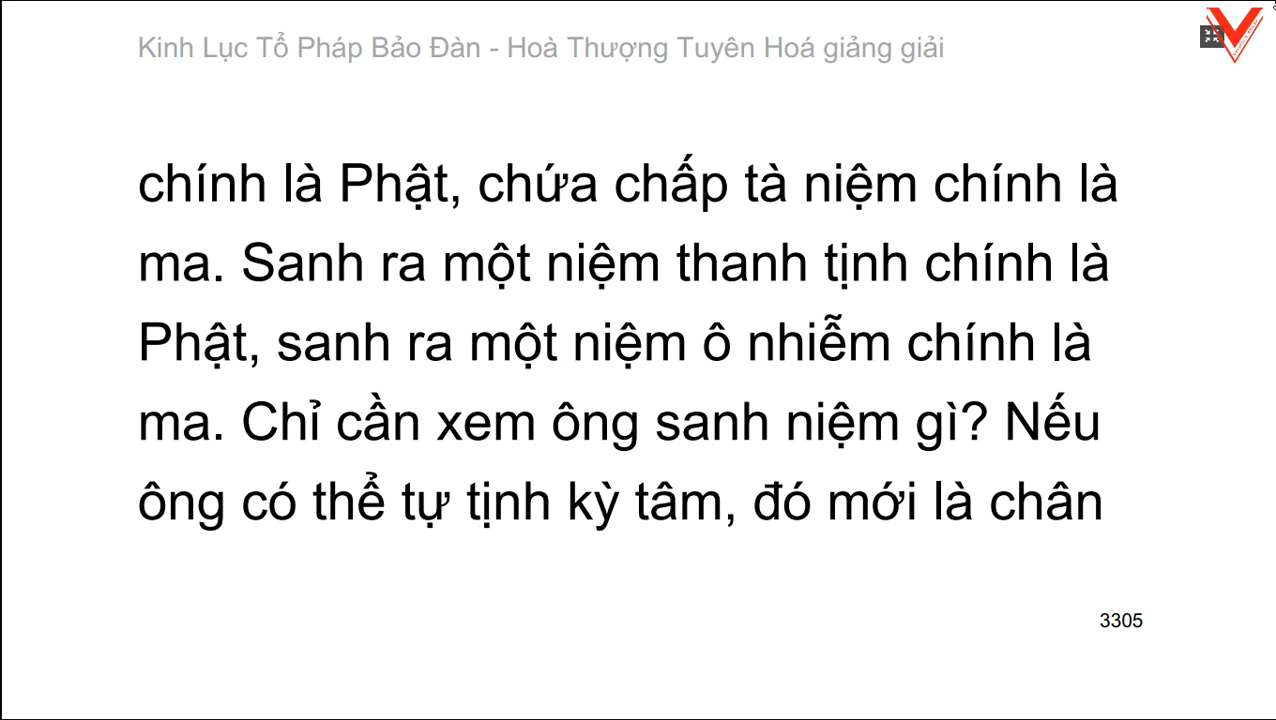 Kinh Lục Tổ Pháp Bảo Đàn - Hoà Thượng Tuyên Hoá giảng giải
chính là Phật, chứa chấp tà niệm chính là
ma. Sanh ra một niệm thanh tịnh chính là
Phật, sanh ra một niệm ô nhiễm chính là
ma. Chỉ cần xem ông sanh niệm gì? Nếu
ông có thể tự tịnh kỳ tâm, đó mới là chân
3305